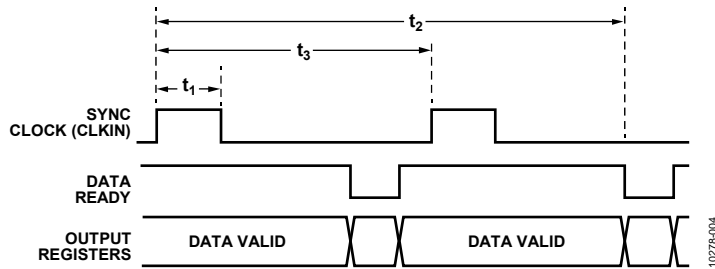 t2
t3
t1
SYNC
CLOCK (CLKIN)
DATA
READY
OUTPUT
REGISTERS
DATA VALID
DATA VALID
10278-004